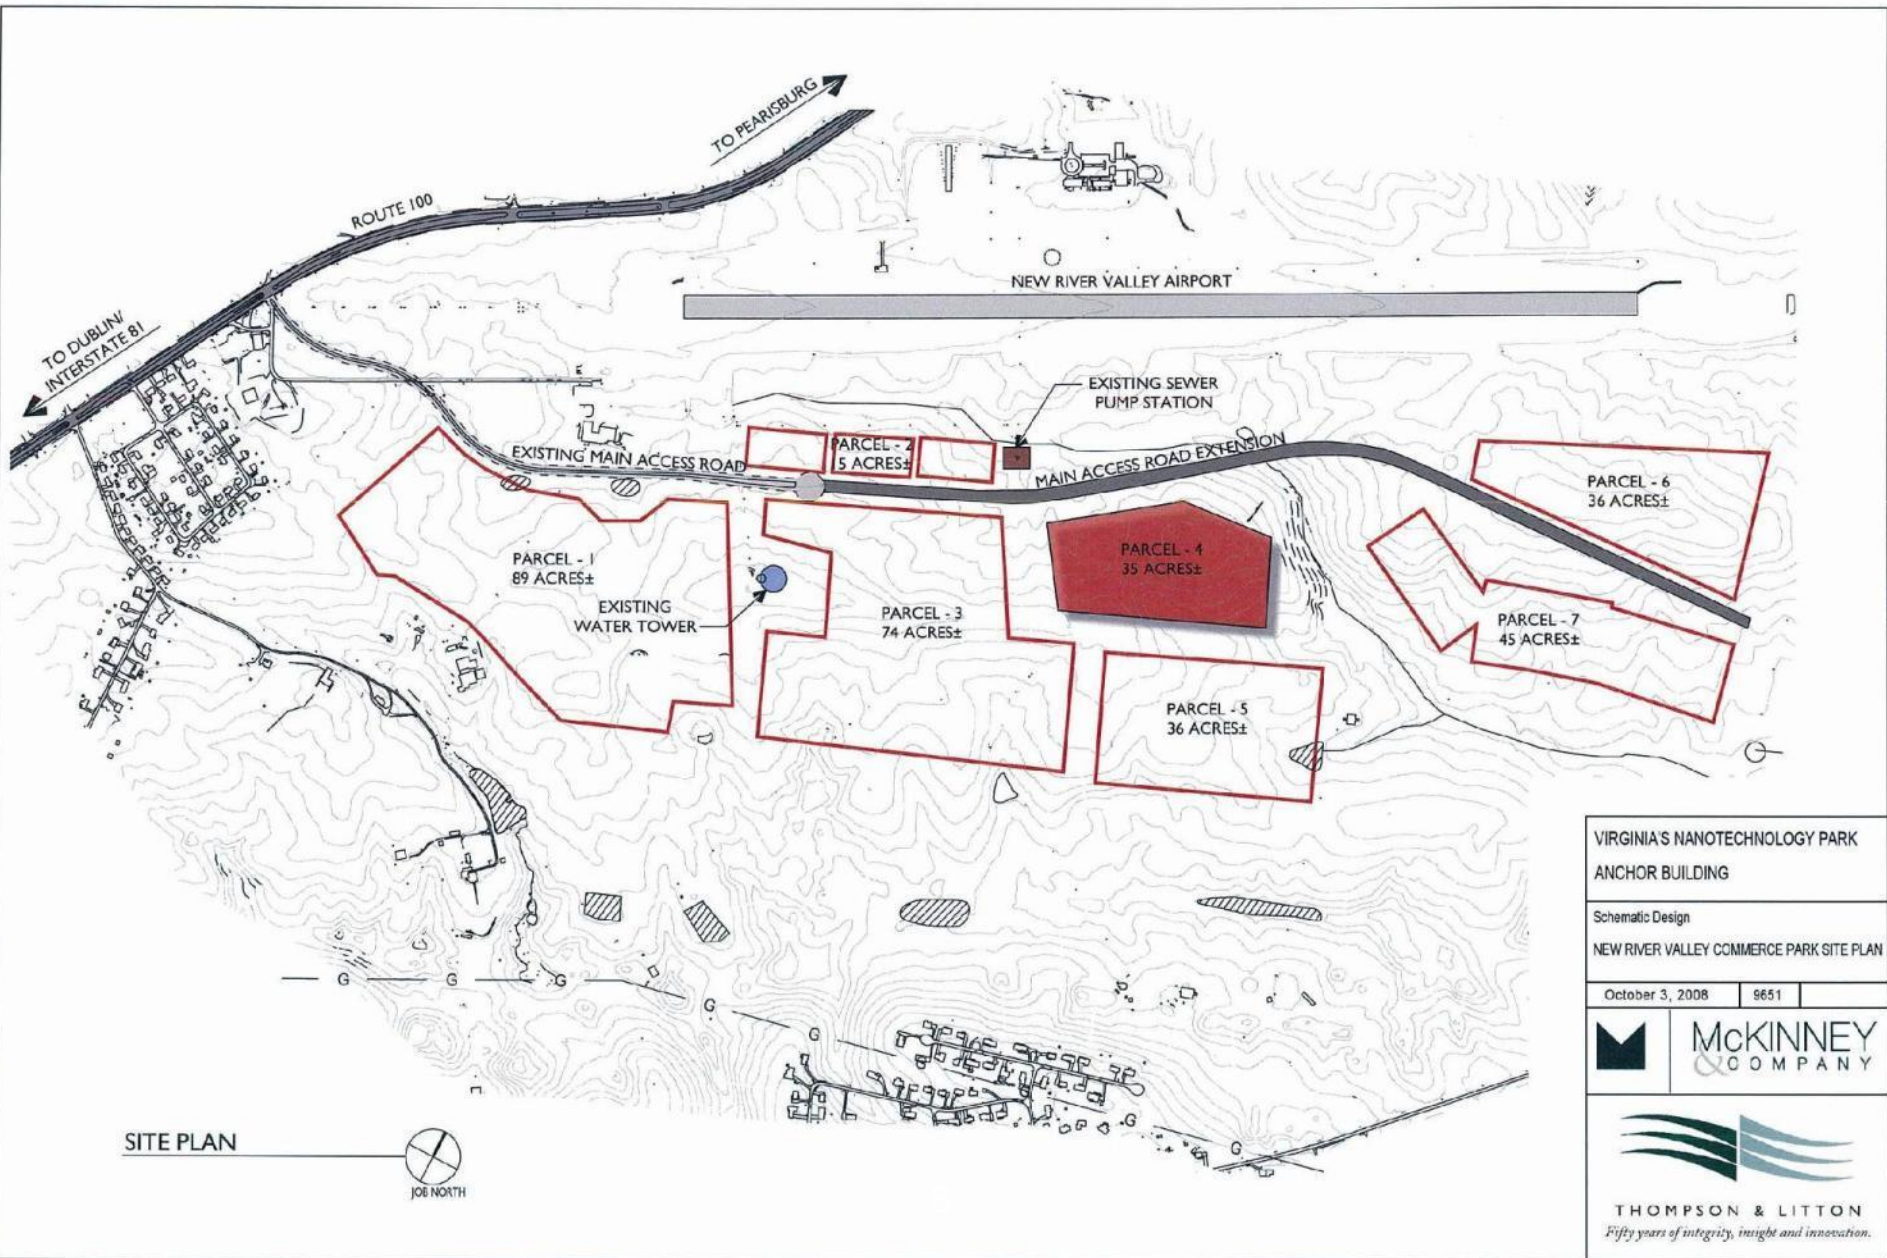 TO PEARISBURG
ROUTE 100
TO DUBLIN/
INTERSTATE 81
NEW RIVER VALLEY AIRPORT
EXISTING SEWER
PUMP STATION
EXISTING MAIN ACCESS ROAD
PARCEL - 2
15 ACRES±
MAIN ACCESS ROAD EXTENSION
PARCEL - 6
36 ACRES±
PARCEL - 1
89 ACRES±
PARCEL - 4
35 ACRES±
EXISTING
WATER TOWER
PARCEL - 3
74 ACRES±
PARCEL - 7
45 ACRES±
PARCEL - 5
36 ACRES±
G
G
G
G
G
G
G
SITE PLAN
JOB NORTH
VIRGINIA'S NANOTECHNOLOGY PARK
ANCHOR BUILDING
Schematic Design
NEW RIVER VALLEY COMMERCE PARK SITE PLAN
October 3, 2008 9651
McKINNEY
& COMPANY
THOMPSON & LITTON
Fifty years of integrity, insight and innovation.